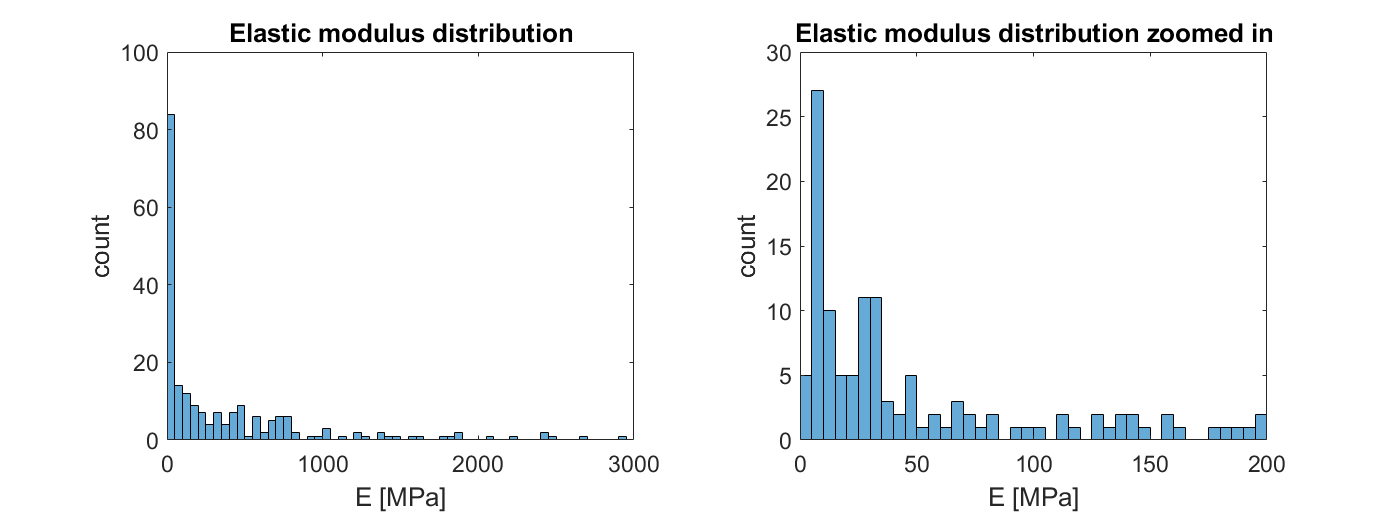 Elastic modulus distribution
100
80
60
40
20
0
count
0 1000 2000 3000
E [MPa]
Elastic modulus distribution zoomed in
30
25
20
15
10
5
0
count
0 50 100 150 200
E [MPa]